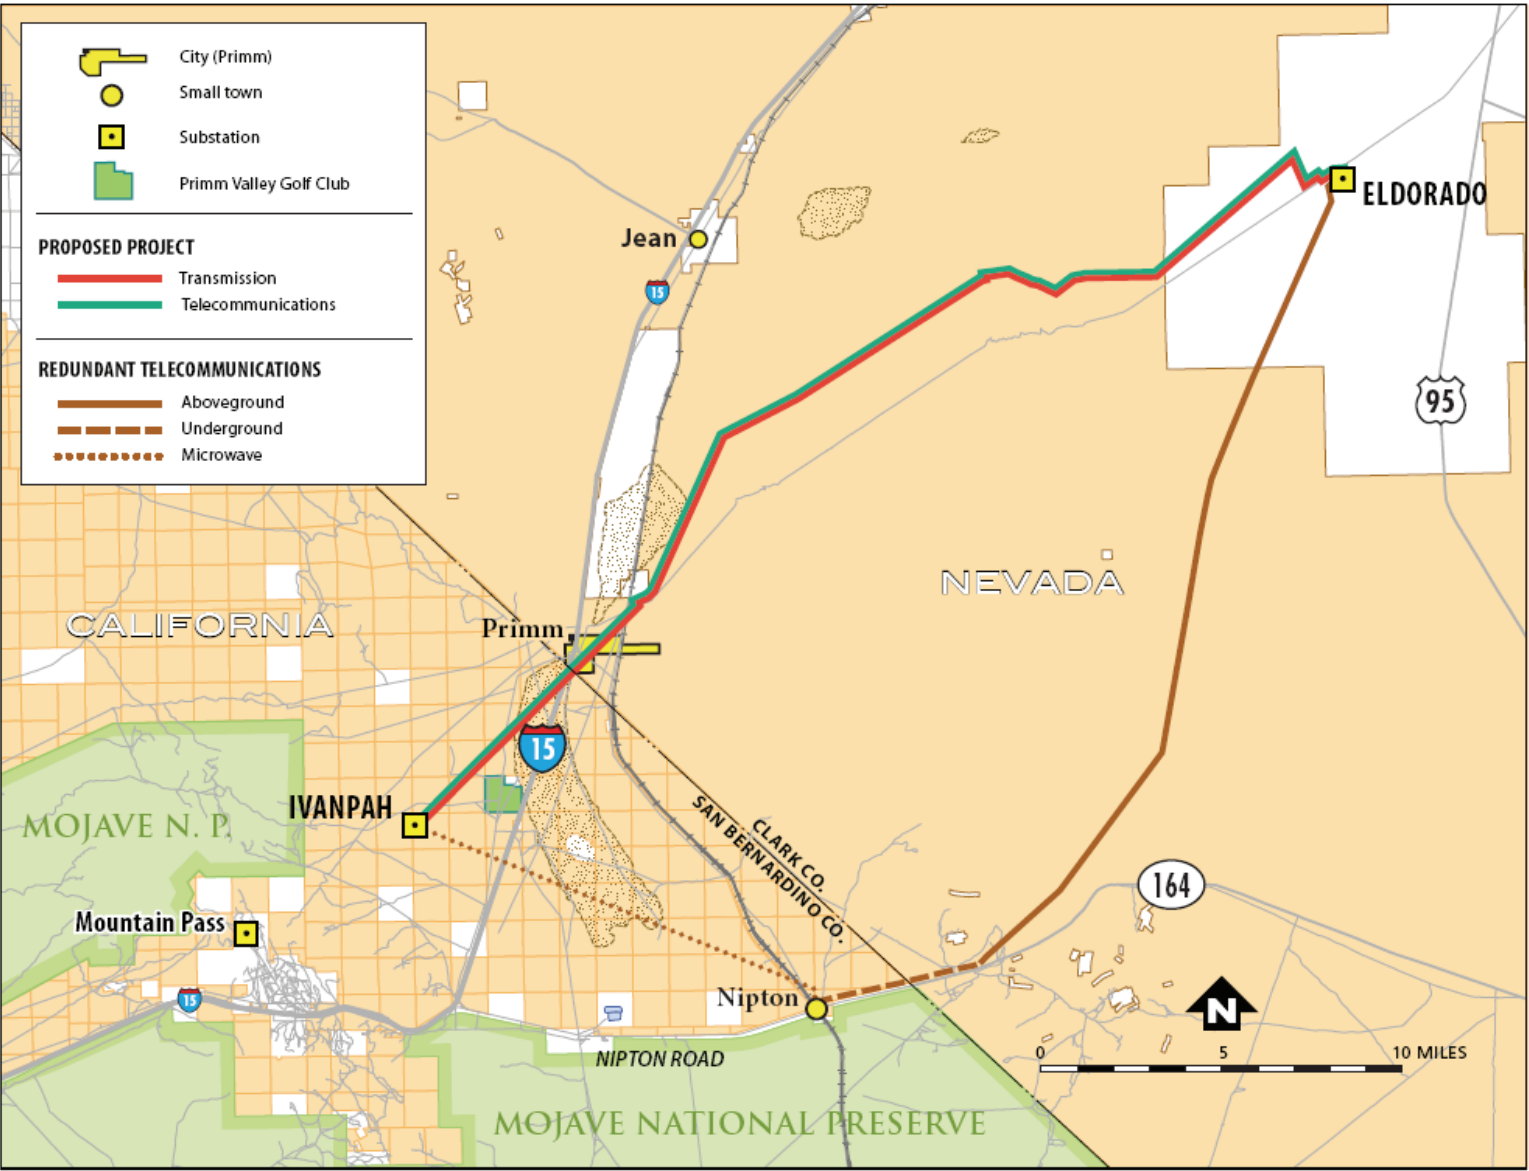 City (Primm)
Small town
Substation
Primm Valley Golf Club
PROPOSED PROJECT
Transmission
Telecommunications
REDUNDANT TELECOMMUNICATIONS
Aboveground
Underground
Microwave
ELDORADO
Jean
15
95
NEVADA
CALIFORNIA
Primm
15
IVANPAH
MOJAVE N. P.
CLARK CO.
SAN BERNARDINO CO.
164
Mountain Pass
15
Nipton
N
NIPTON ROAD
0 5 10 MILES
MOJAVE NATIONAL PRESERVE